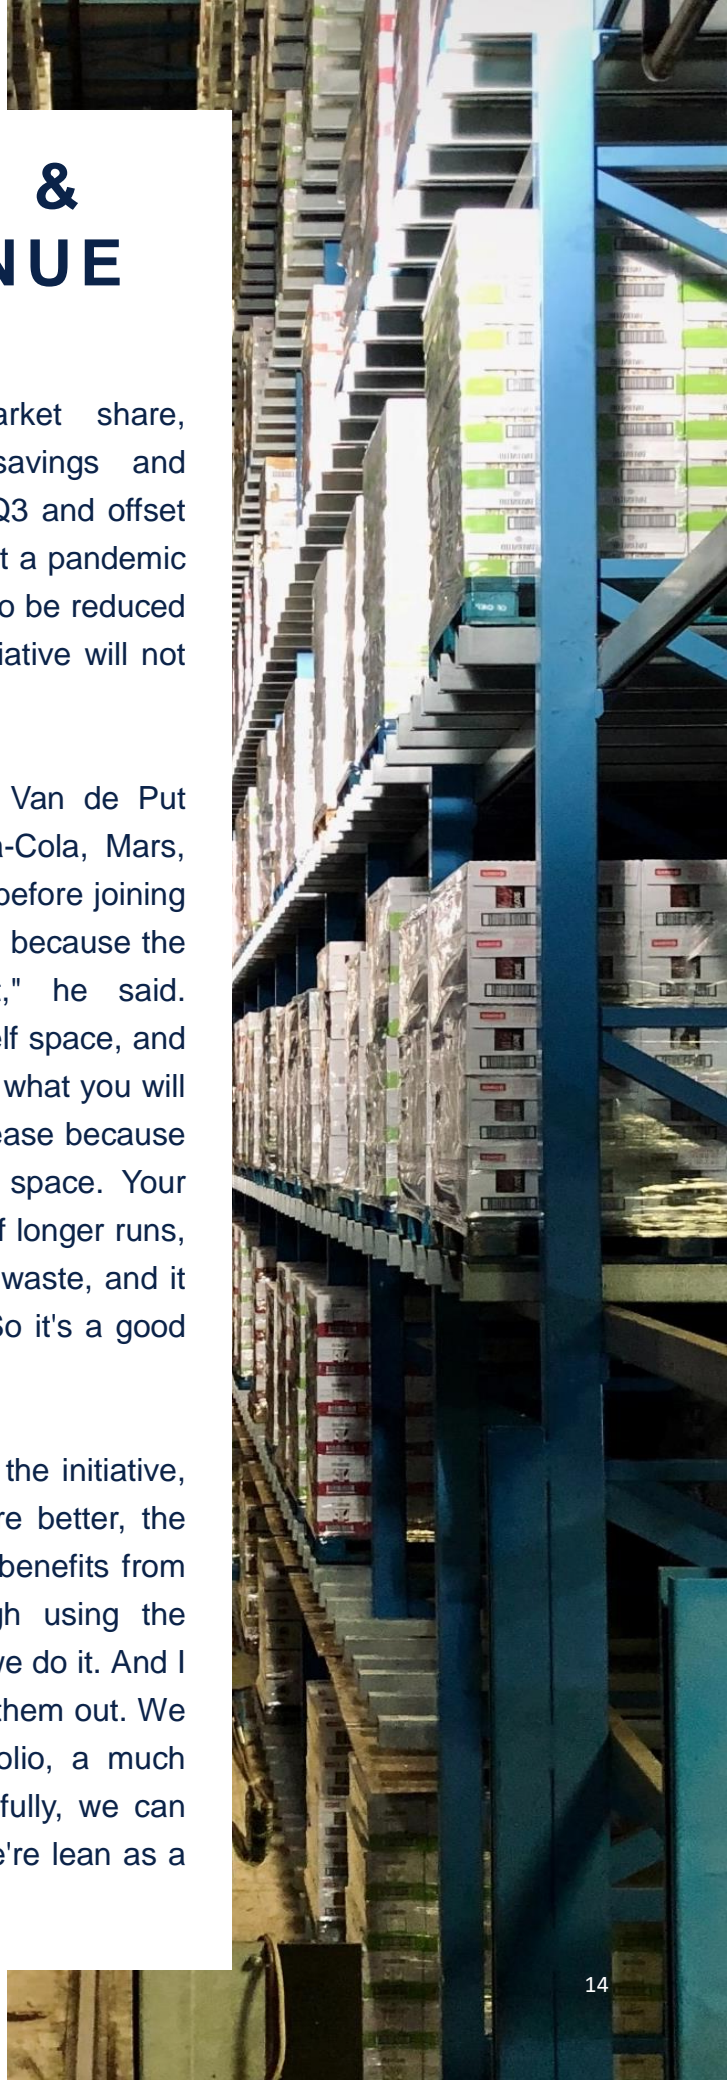 &
NUE
arket share,
savings and
Q3 and offset
t a pandemic
o be reduced
iative will not
Van de Put
a-Cola, Mars,
before joining
because the
," he said.
elf space, and
what you will
ease because
space. Your
f longer runs,
waste, and it
So it's a good
the initiative,
re better, the
benefits from
gh using the
we do it. And I
them out. We
olio, a much
fully, we can
e're lean as a
14